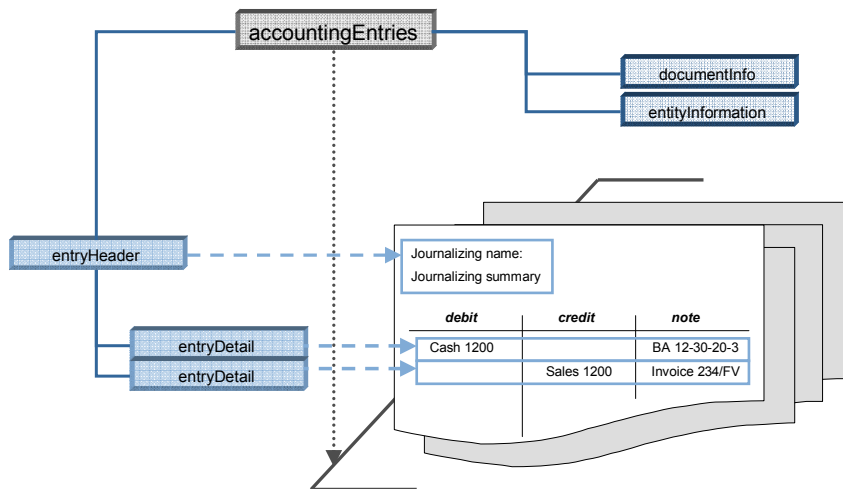 accountingEntries
documentInfo
entityInformation
entryHeader
Journalizing name:
Journalizing summary
debit credit note
entryDetail
Cash 1200 BA 12-30-20-3
entryDetail
Sales 1200 Invoice 234/FV